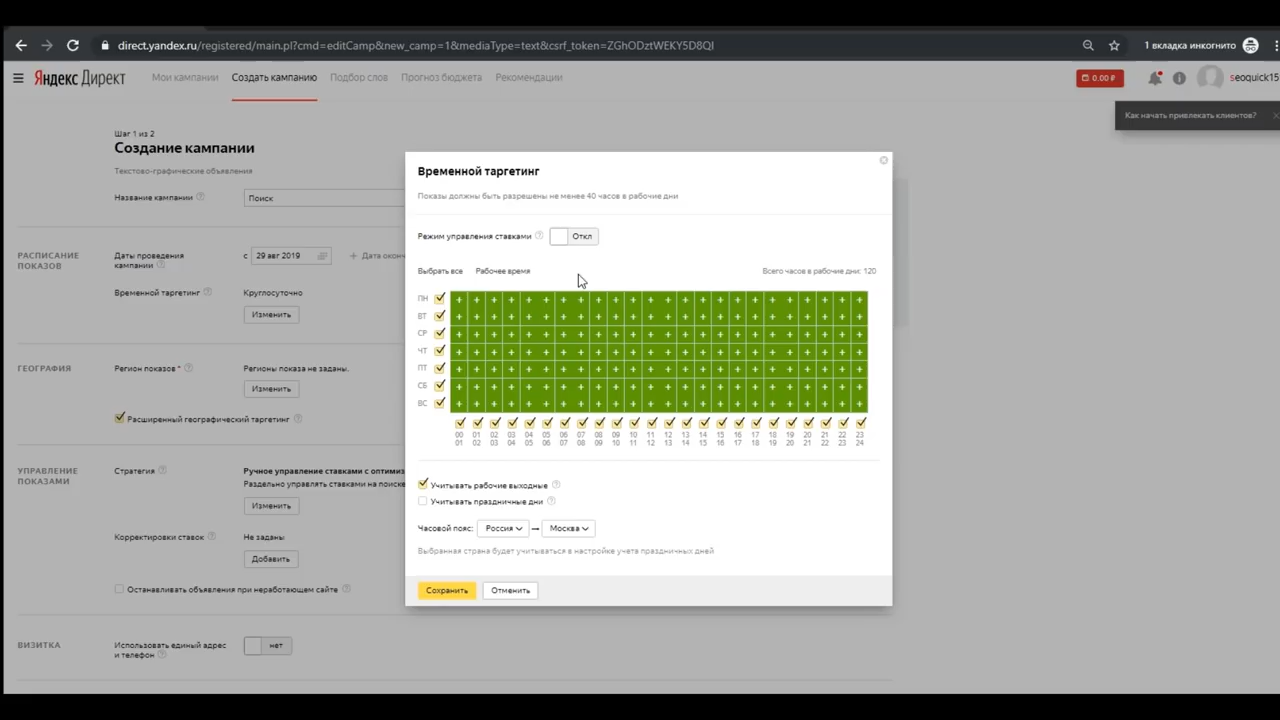 direct.yandex.ru/registered/main.pl?cmd=editCamp&new_camp=1&mediaType=text&csrf_token=ZGhODztWEKY5D8QI
1 вкладка инкогнито
Яндекс Директ
Мои кампании
Создать кампанию
Подбор слов
Прогноз бюджета
Рекомендации
0.00 ₽
seoquick15
Как начать привлекать клиентов?
Шаг 1 из 2
Создание кампании
Текстово-графические объявления
Название кампании
Поиск
РАСПИСАНИЕ ПОКАЗОВ
Даты проведения кампании
с 29 авг 2019
+ Дата оконч
Временной таргетинг
Круглосуточно
Изменить
ГЕОГРАФИЯ
Регион показов *
Регионы показа не заданы.
Изменить
Расширенный географический таргетинг
УПРАВЛЕНИЕ ПОКАЗАМИ
Стратегия
Ручное управление ставками с оптимиз
Раздельно управлять ставки на поиске
Изменить
Корректировки ставок
Не заданы
Добавить
Останавливать объявления при неработающем сайте
ВИЗИТКА
Использовать единый адрес и телефон
нет
Временной таргетинг
Показы должны быть разрешены не менее 40 часов в рабочие дни
Режим управления ставками
Откл
Выбрать все
Рабочее время
Всего часов в рабочие дни: 120
ПН
ВТ
СР
ЧТ
ПТ
СБ
ВС
00 01 02 03 04 05 06 07 08 09 10 11 12 13 14 15 16 17 18 19 20 21 22 23
01 02 03 04 05 06 07 08 09 10 11 12 13 14 15 16 17 18 19 20 21 22 23 24
Учитывать рабочие выходные
Учитывать праздничные дни
Часовой пояс: Россия → Москва
Выбранная страна будет учитываться в настройке учета праздничных дней
Сохранить
Отменить